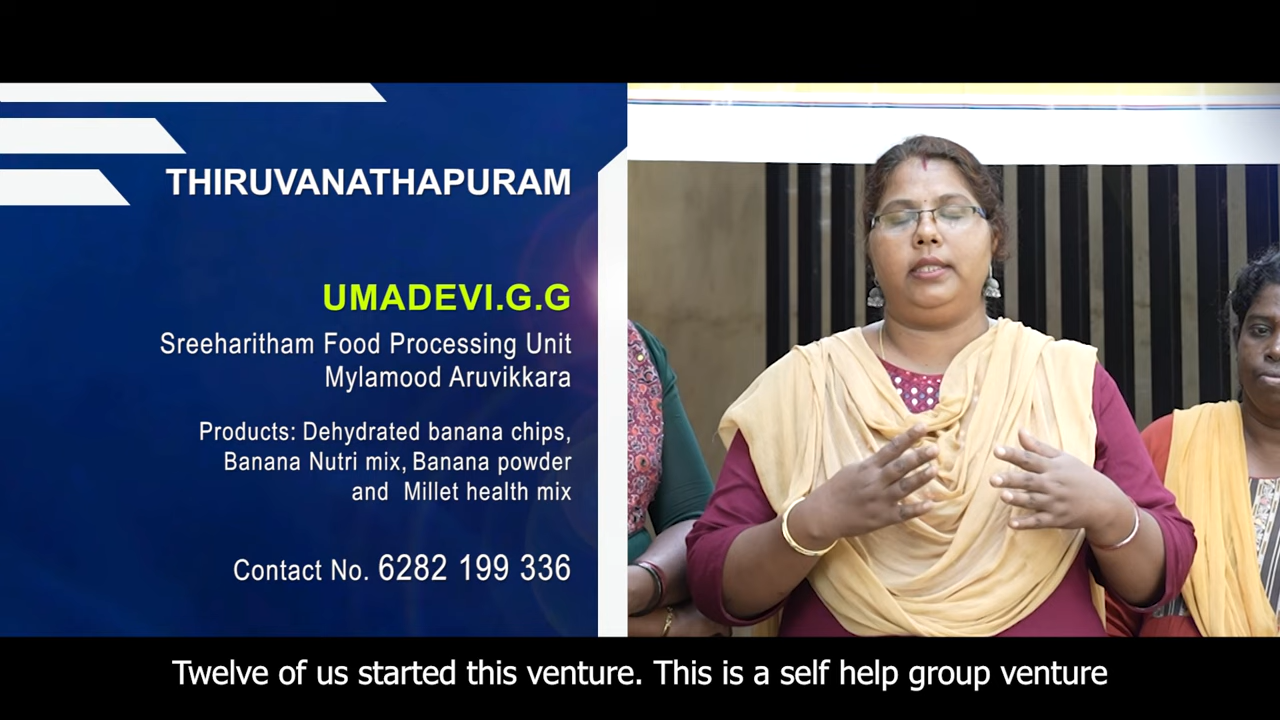 THIRUVANATHAPURAM
UMADEVI.G.G
Sreeharitham Food Processing Unit
Mylamood Aruvikkara
Products: Dehydrated banana chips,
Banana Nutri mix, Banana powder
and Millet health mix
Contact No. 6282 199 336
Twelve of us started this venture. This is a self help group venture